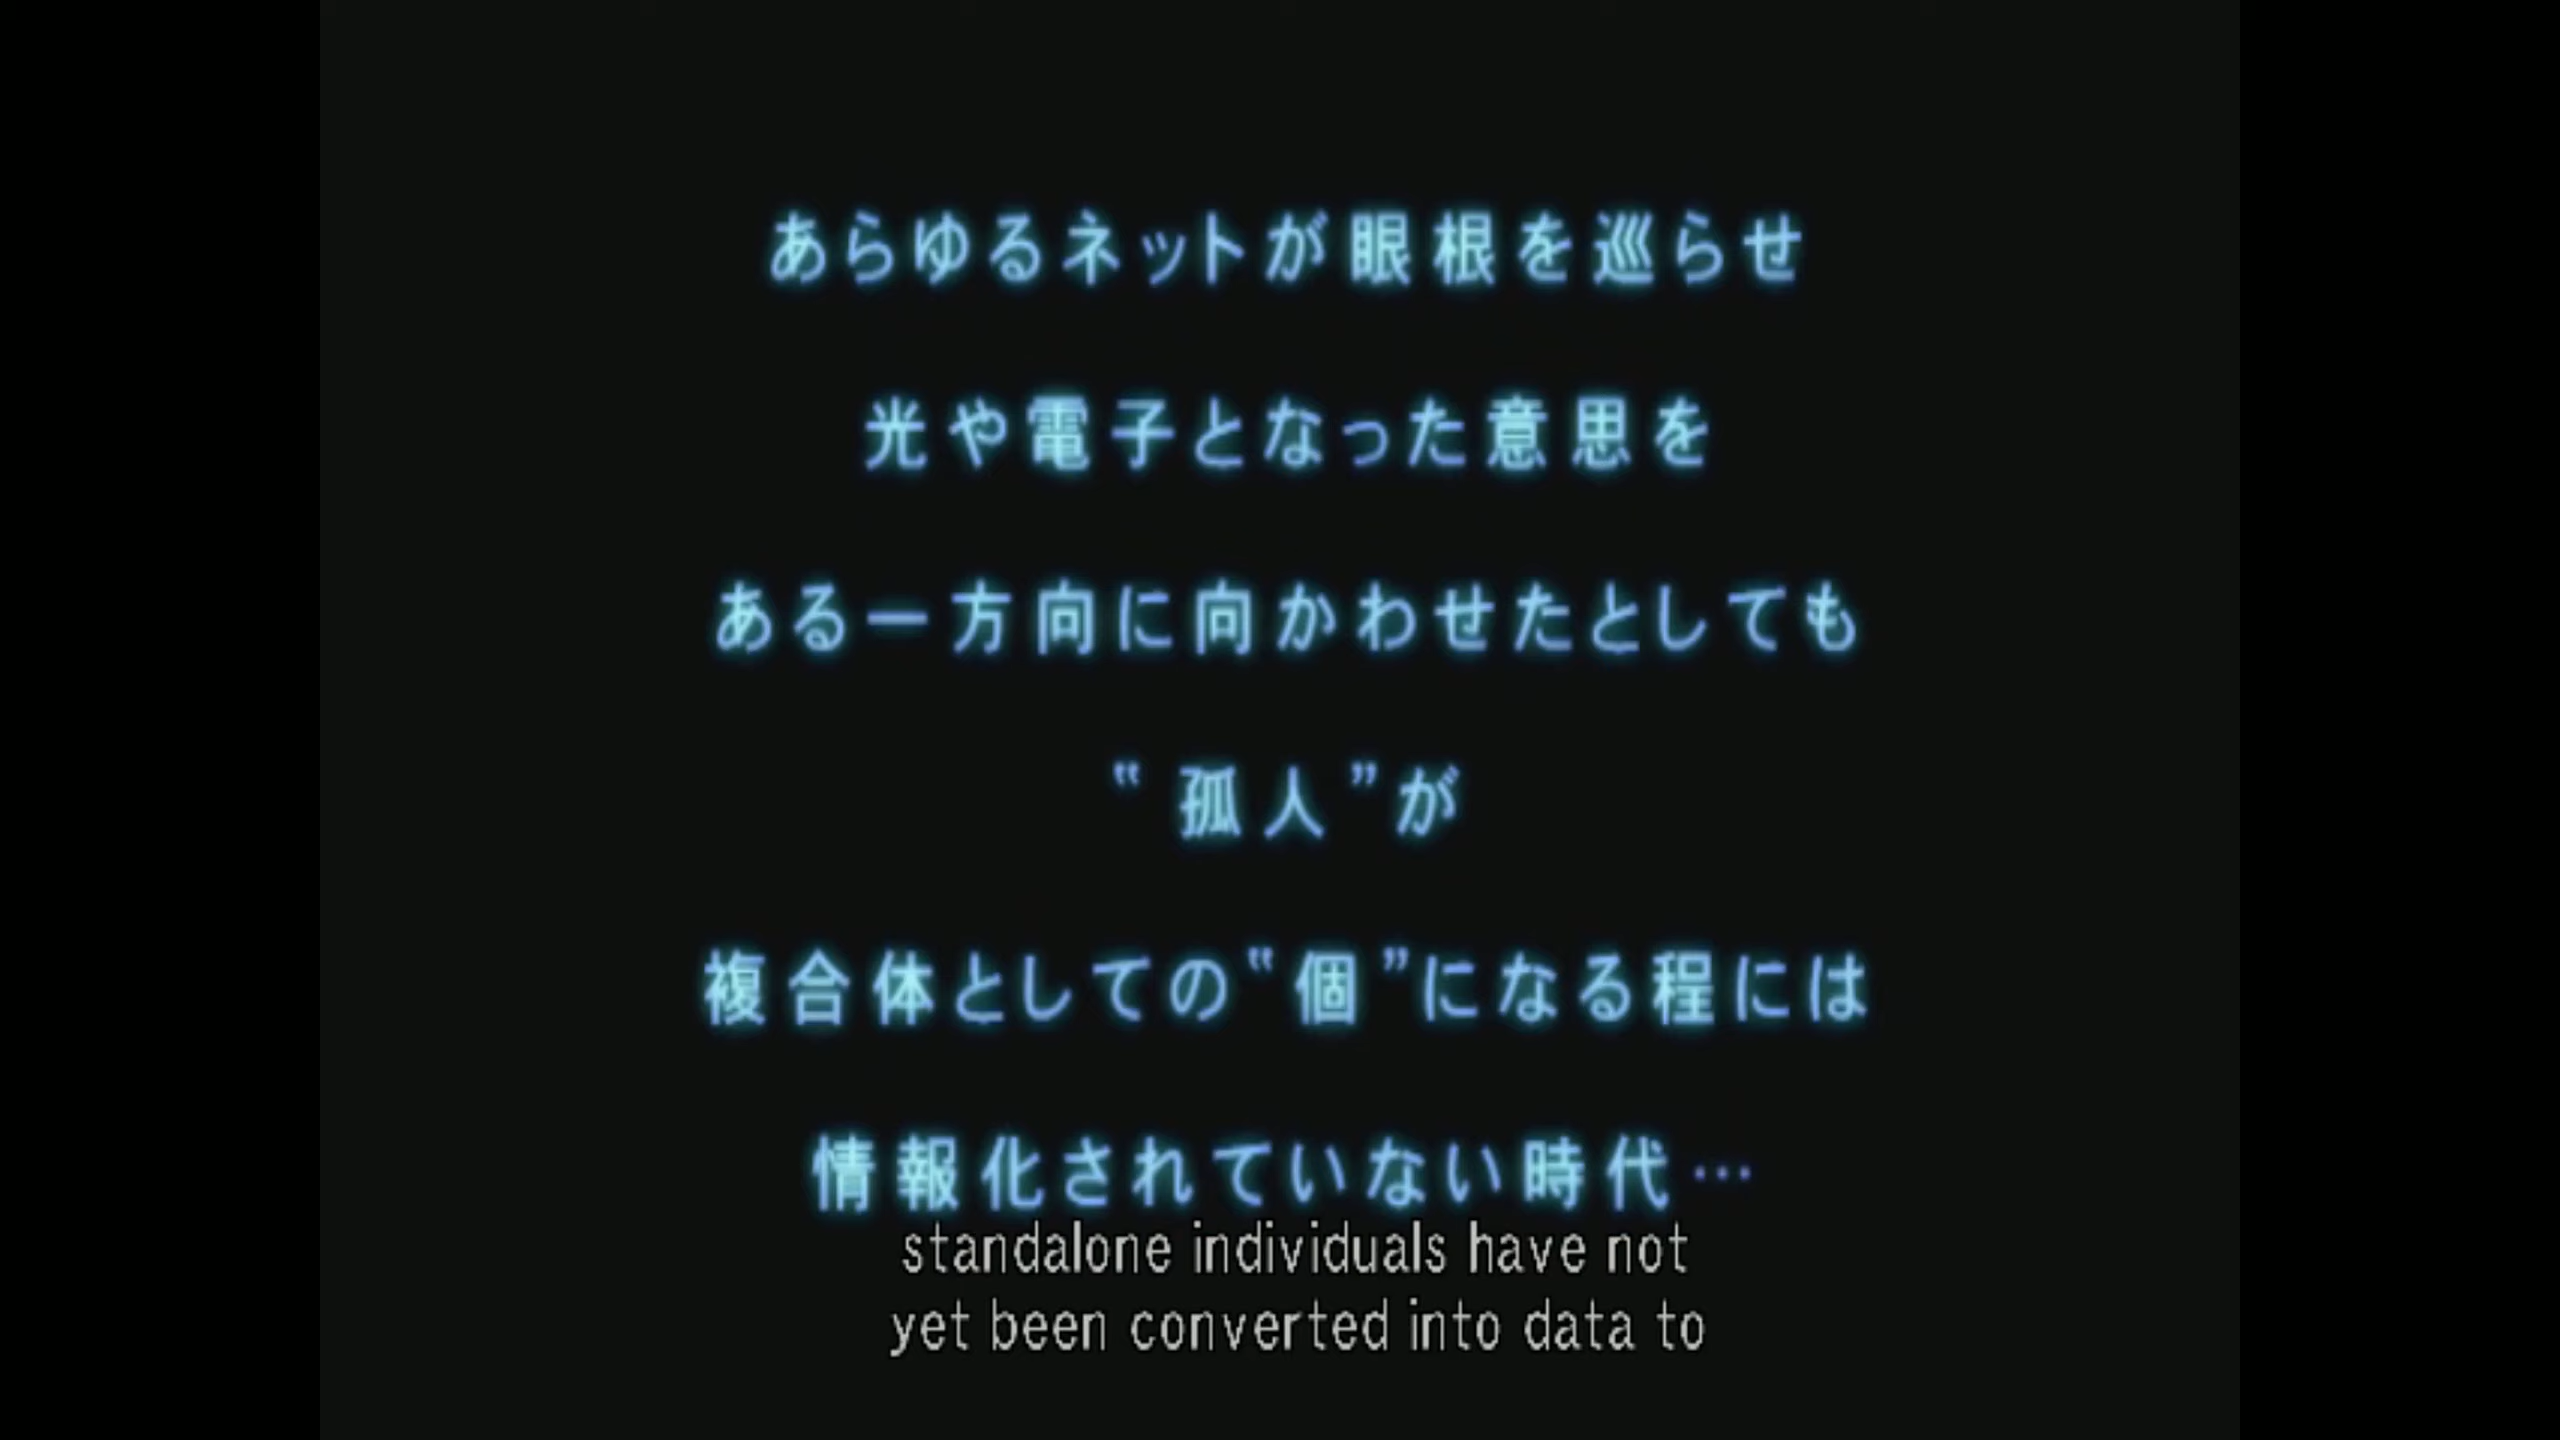 あらゆるネットが眼根を巡らせ
光や電子となった意思を
ある一方向に向かわせたとしても
“孤人”が
複合体としての“個”になる程には
情報化されていない時代…
standalone individuals have not
yet been converted into data to